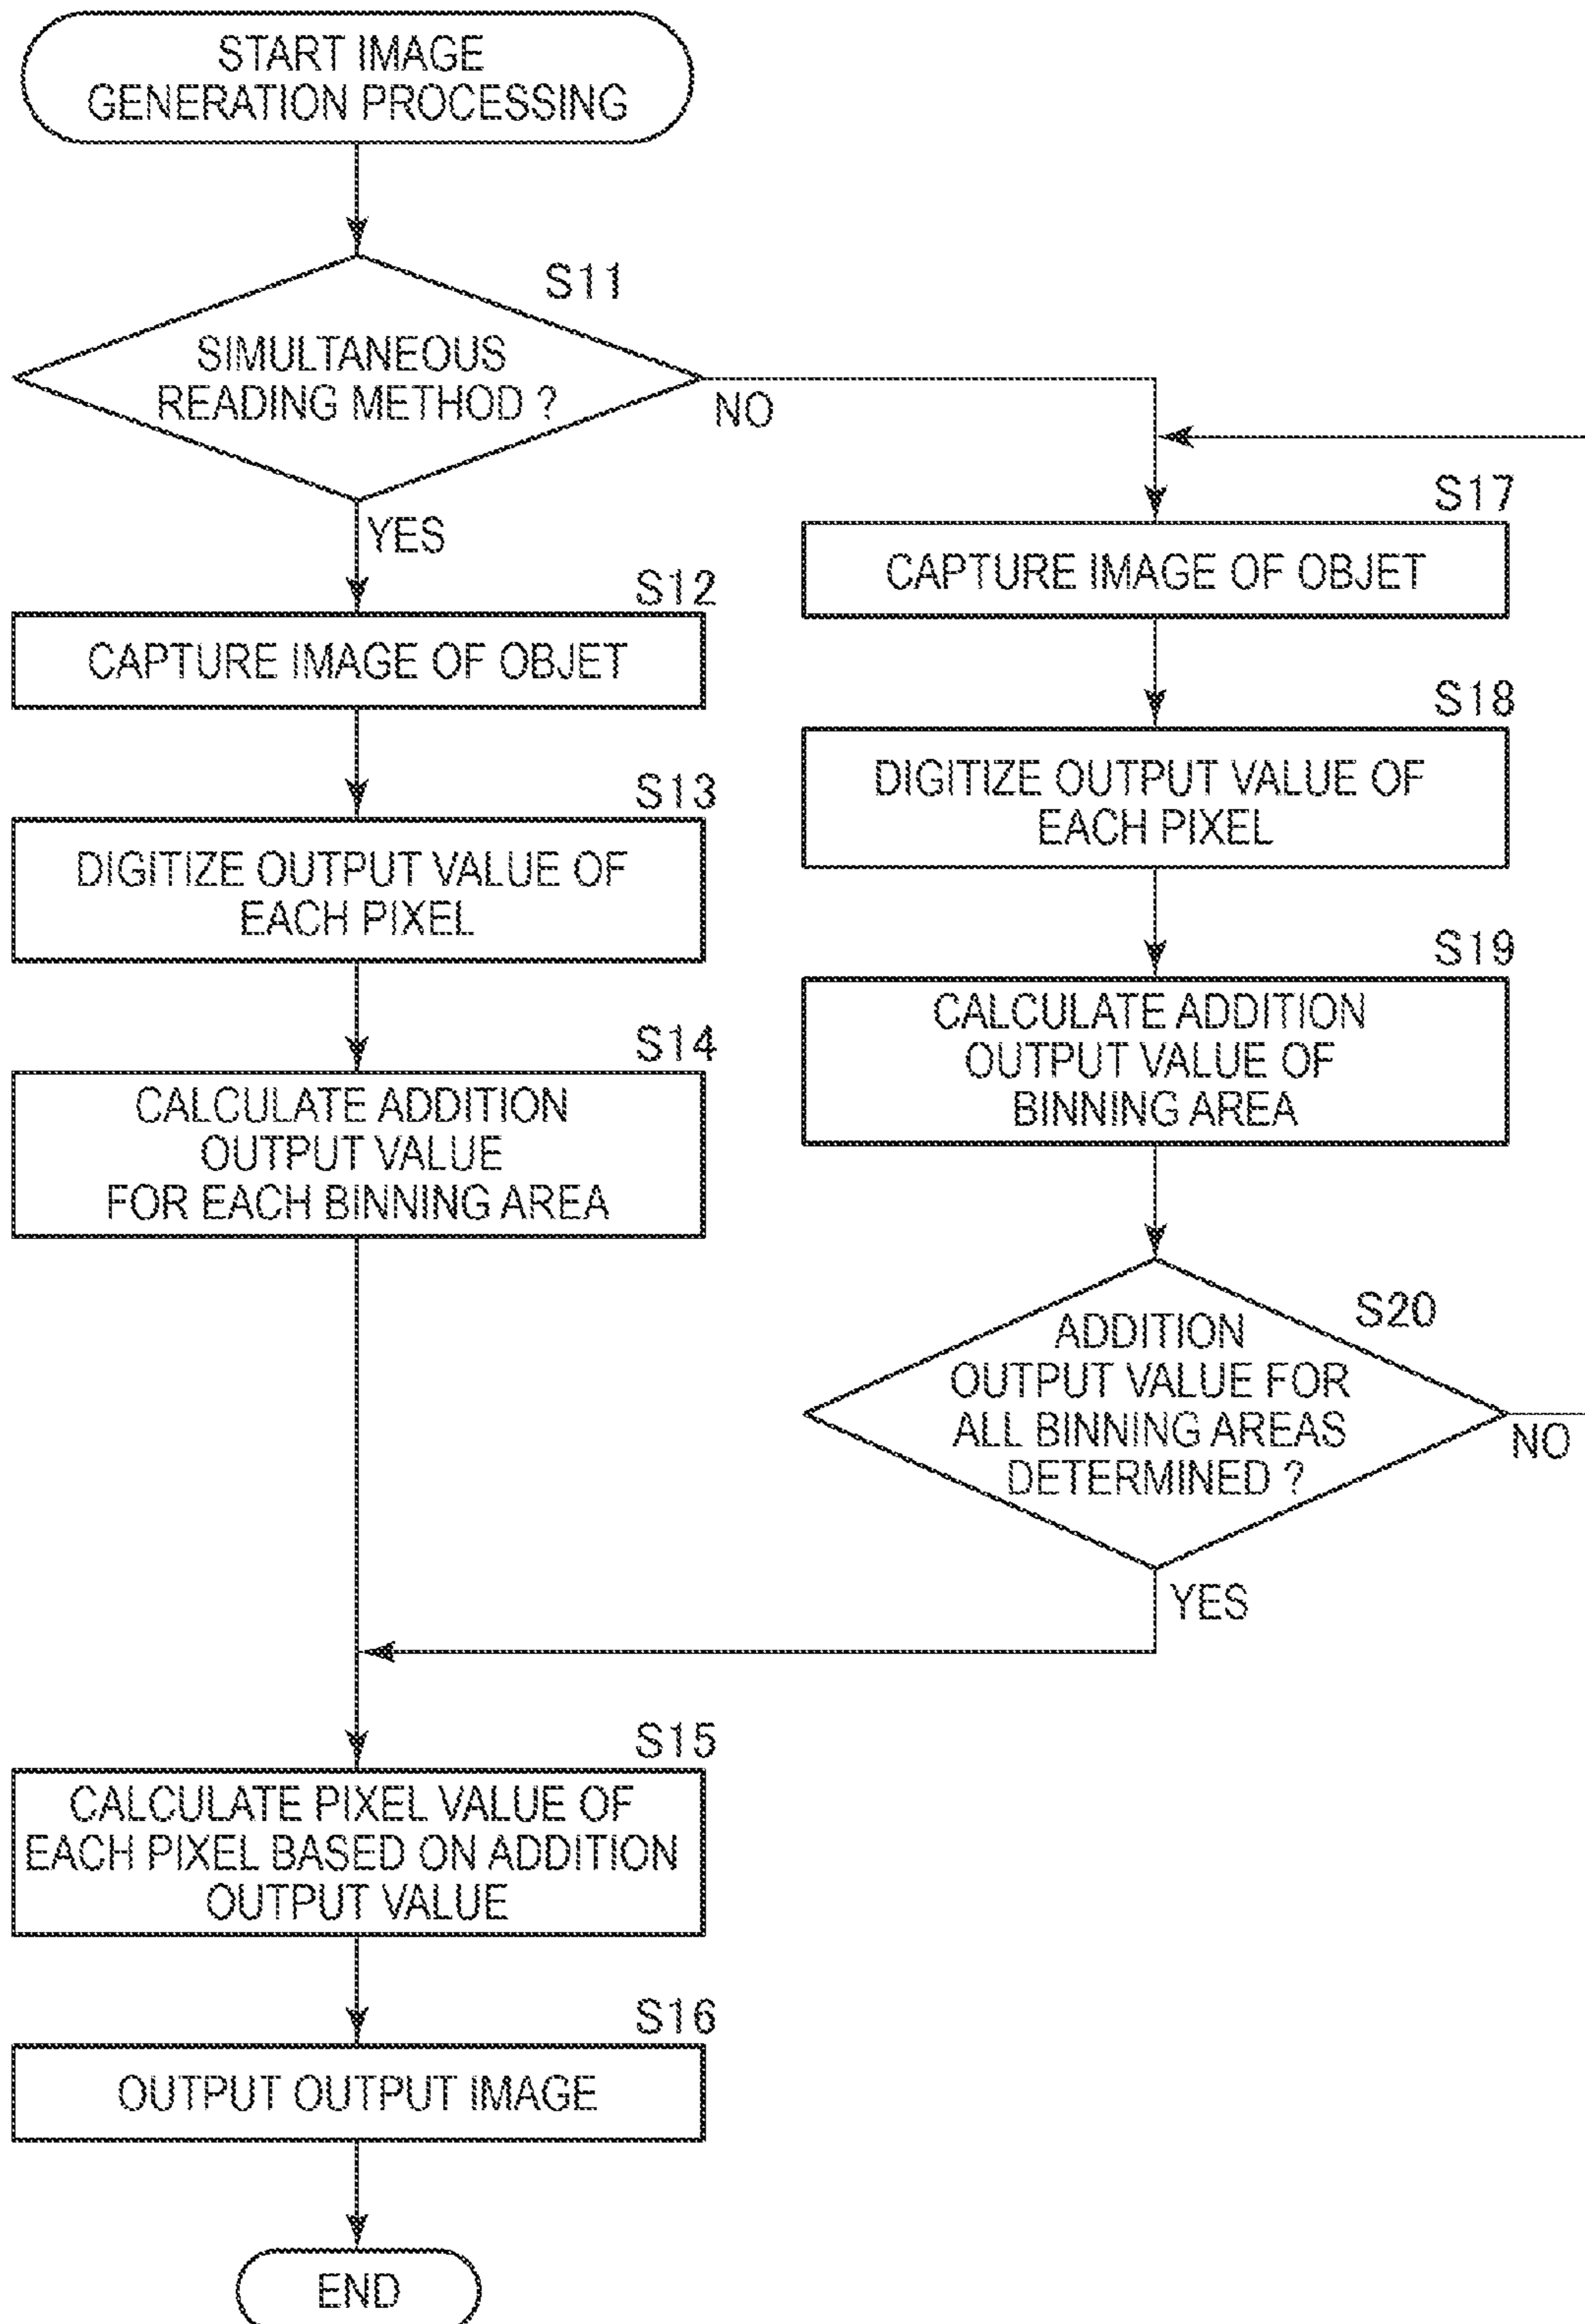 START IMAGE
GENERATION PROCESSING
S11
SIMULTANEOUS
READING METHOD ?
NO
YES
S12
CAPTURE IMAGE OF OBJET
S13
DIGITIZE OUTPUT VALUE OF
EACH PIXEL
S14
CALCULATE ADDITION
OUTPUT VALUE
FOR EACH BINNING AREA
S17
CAPTURE IMAGE OF OBJET
S18
DIGITIZE OUTPUT VALUE OF
EACH PIXEL
S19
CALCULATE ADDITION
OUTPUT VALUE OF
BINNING AREA
S20
ADDITION
OUTPUT VALUE FOR
ALL BINNING AREAS
DETERMINED ?
NO
YES
S15
CALCULATE PIXEL VALUE OF
EACH PIXEL BASED ON ADDITION
OUTPUT VALUE
S16
OUTPUT OUTPUT IMAGE
END